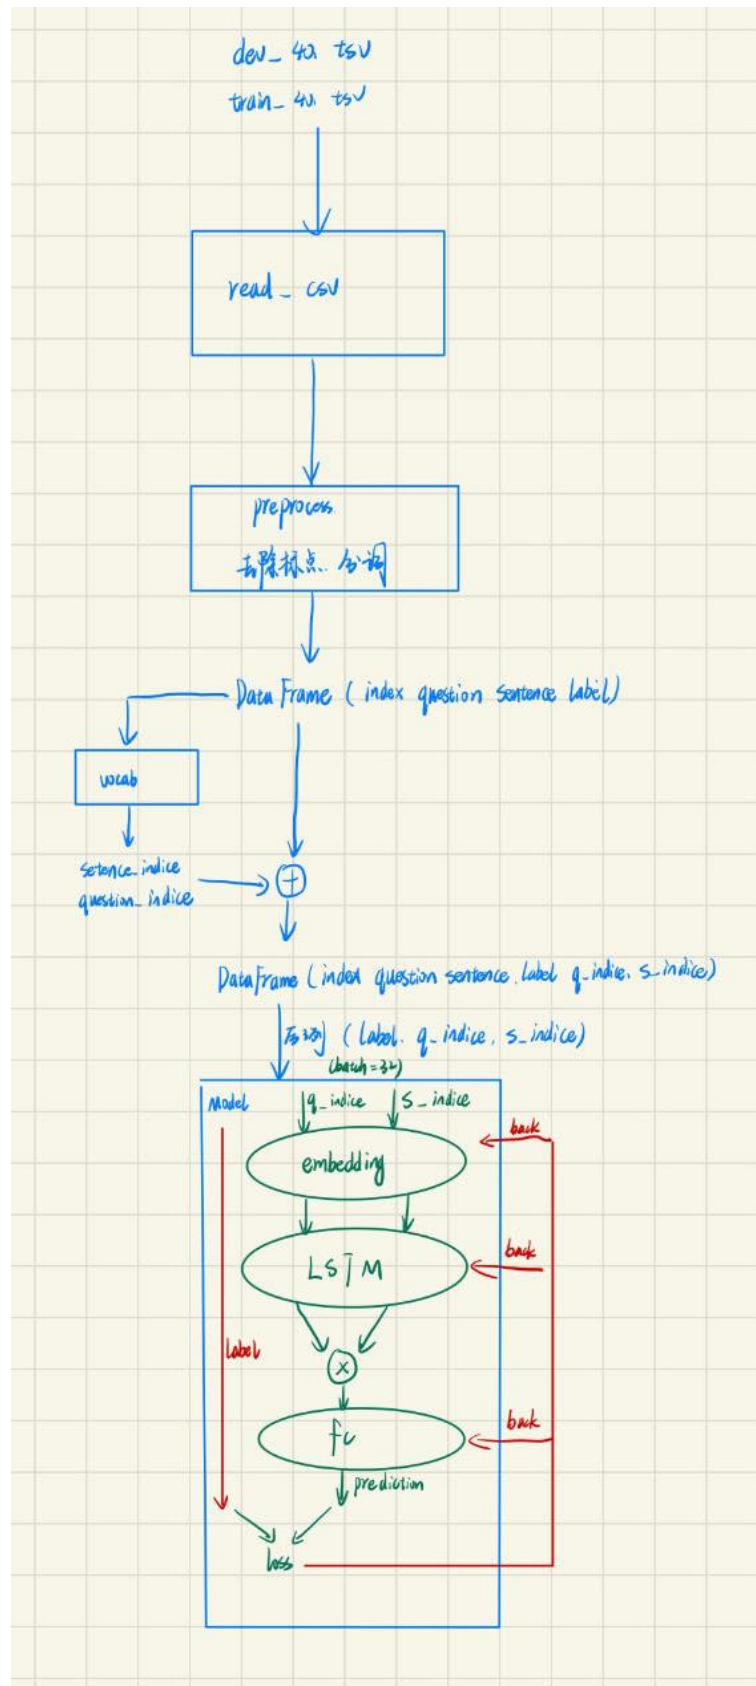 dev_40. tsv
train_40. tsv
read_csv
preprocess
去除标点. 分词
DataFrame ( index question sentence label)
vocab
setence_indice
question_indice
+
DataFrame ( index question sentence. label q_indice. s_indice)
(label. q_indice. s_indice)
(batch=32)
Model
q_indice
s_indice
back
embedding
back
LSTM
label
x
back
fc
prediction
loss